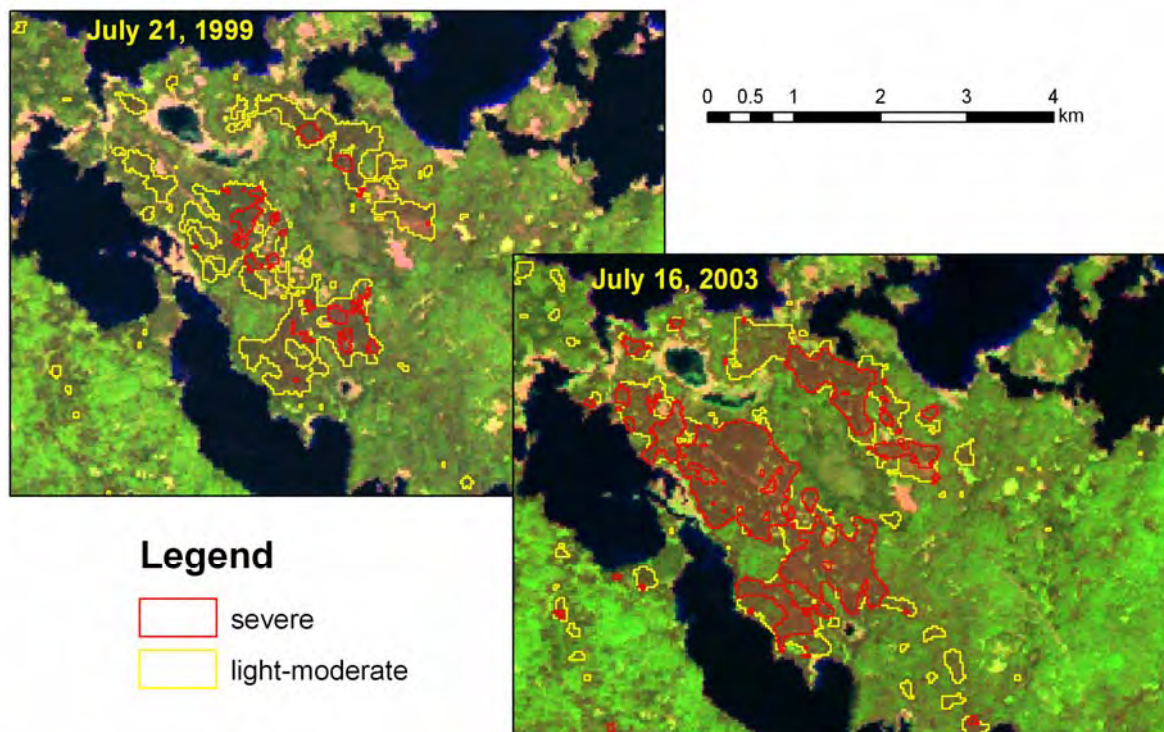 July 21, 1999
0 0.5 1 2 3 4
km
July 16, 2003
Legend
severe
light-moderate